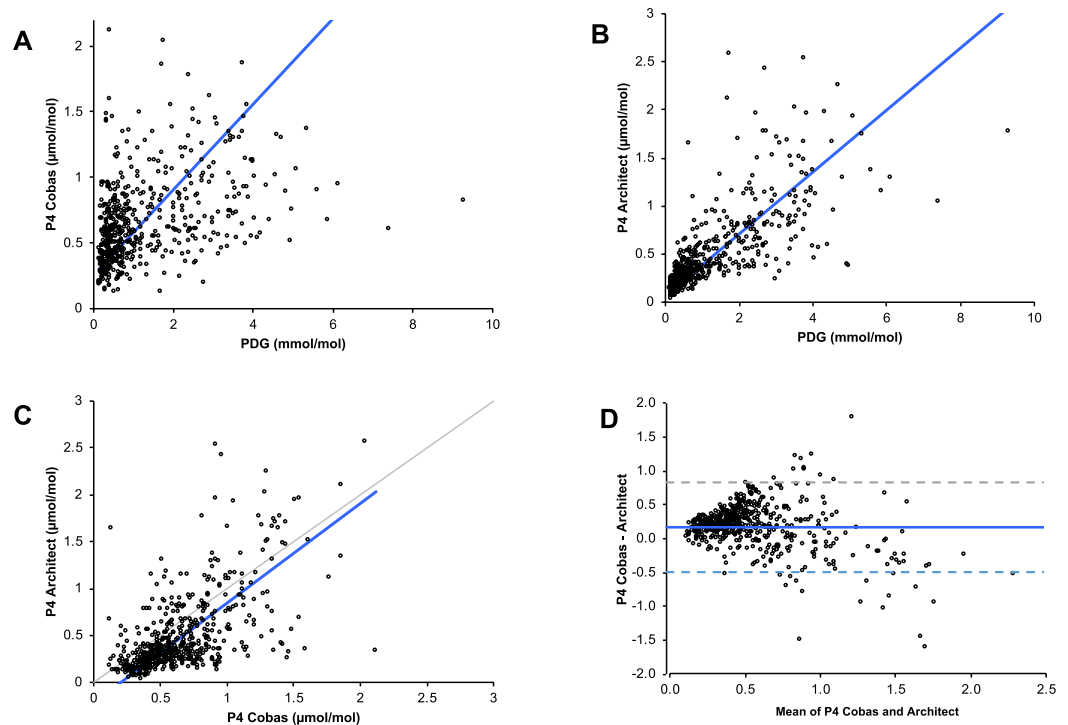 A
P4 Cobas (µmol/mol)
2
1.5
1
0.5
0
0 2 4 6 8 10
PDG (mmol/mol)
B
P4 Architect (µmol/mol)
3
2.5
2
1.5
1
0.5
0
0 2 4 6 8 10
PDG (mmol/mol)
C
P4 Architect (µmol/mol)
3
2.5
2
1.5
1
0.5
0
0 0.5 1 1.5 2 2.5 3
P4 Cobas (µmol/mol)
D
P4 Cobas - Architect
2.0
1.5
1.0
0.5
0.0
-0.5
-1.0
-1.5
-2.0
0.0 0.5 1.0 1.5 2.0 2.5
Mean of P4 Cobas and Architect